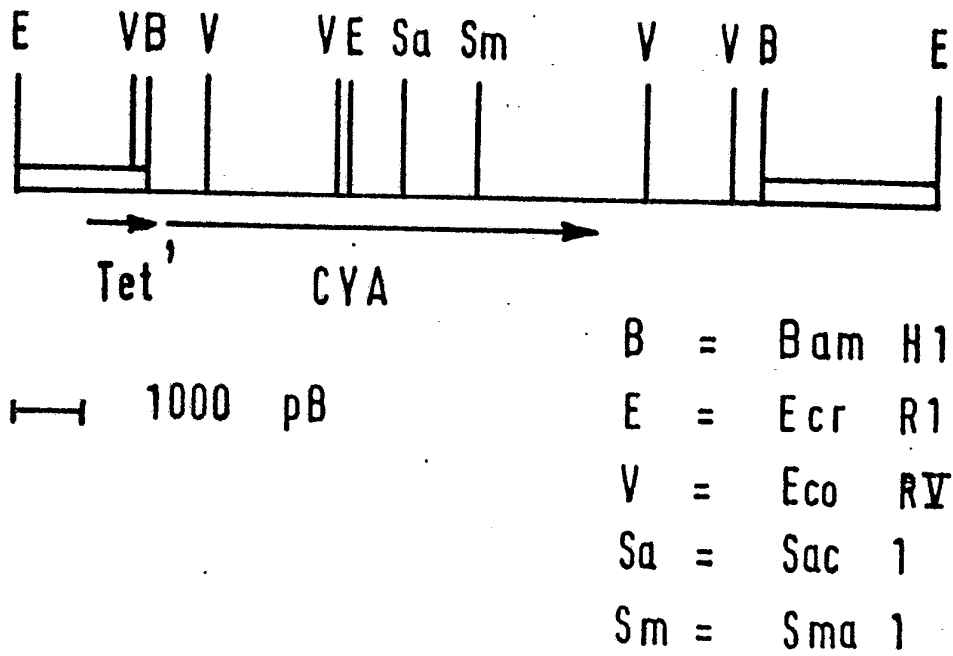 E VB V VE Sa Sm V V B E
Tet' CYA
1000 pB
B = Bam H1
E = Ecr R1
V = Eco RV
Sa = Sac 1
Sm = Sma 1